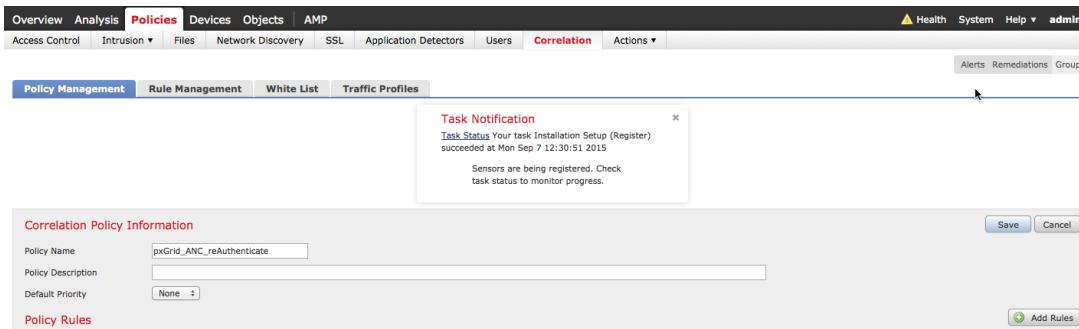 Overview Analysis Policies Devices Objects AMP Health System Help ▾ admin
Access Control Intrusion ▾ Files Network Discovery SSL Application Detectors Users Correlation Actions ▾
Alerts Remediations Group
Policy Management Rule Management White List Traffic Profiles
Task Notification ×
Task Status Your task Installation Setup (Register)
succeeded at Mon Sep 7 12:30:51 2015
Sensors are being registered. Check
task status to monitor progress.
Correlation Policy Information Save Cancel
Policy Name pxGrid_ANC_reAuthenticate
Policy Description
Default Priority None
Policy Rules Add Rules